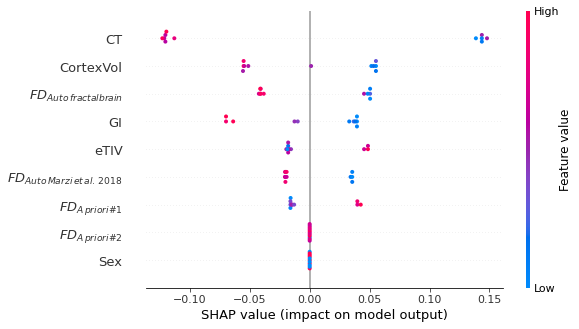 High
CT
CortexVol
FD_Auto fractalbrain
GI
eTIV
FD_Auto Marzi et al. 2018
FD_A priori#1
FD_A priori#2
Sex
Feature value
Low
−0.10 −0.05 0.00 0.05 0.10 0.15
SHAP value (impact on model output)